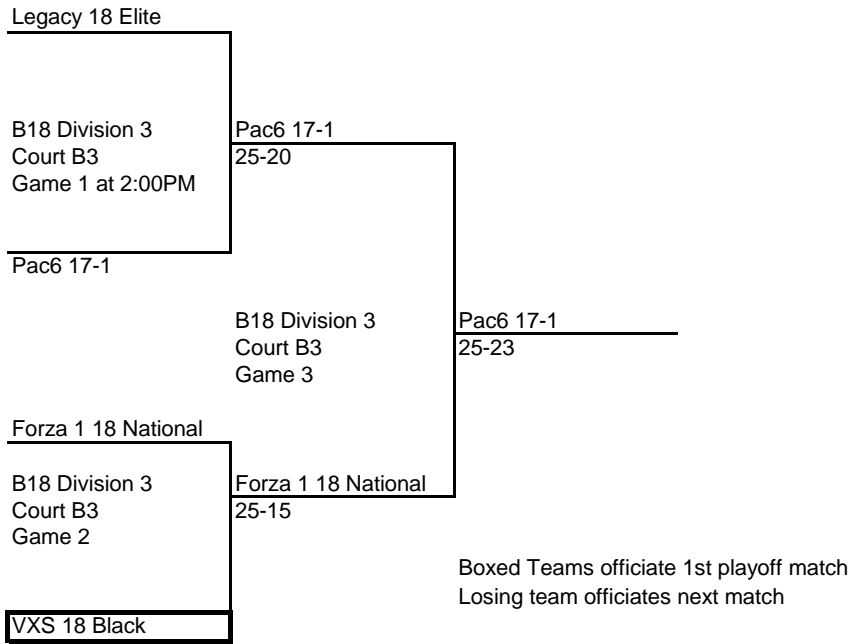 Legacy 18 Elite
B18 Division 3
Court B3
Game 1 at 2:00PM
Pac6 17-1
25-20
Pac6 17-1
B18 Division 3
Court B3
Game 3
Pac6 17-1
25-23
Forza 1 18 National
B18 Division 3
Court B3
Game 2
Forza 1 18 National
25-15
Boxed Teams officiate 1st playoff match
Losing team officiates next match
VXS 18 Black